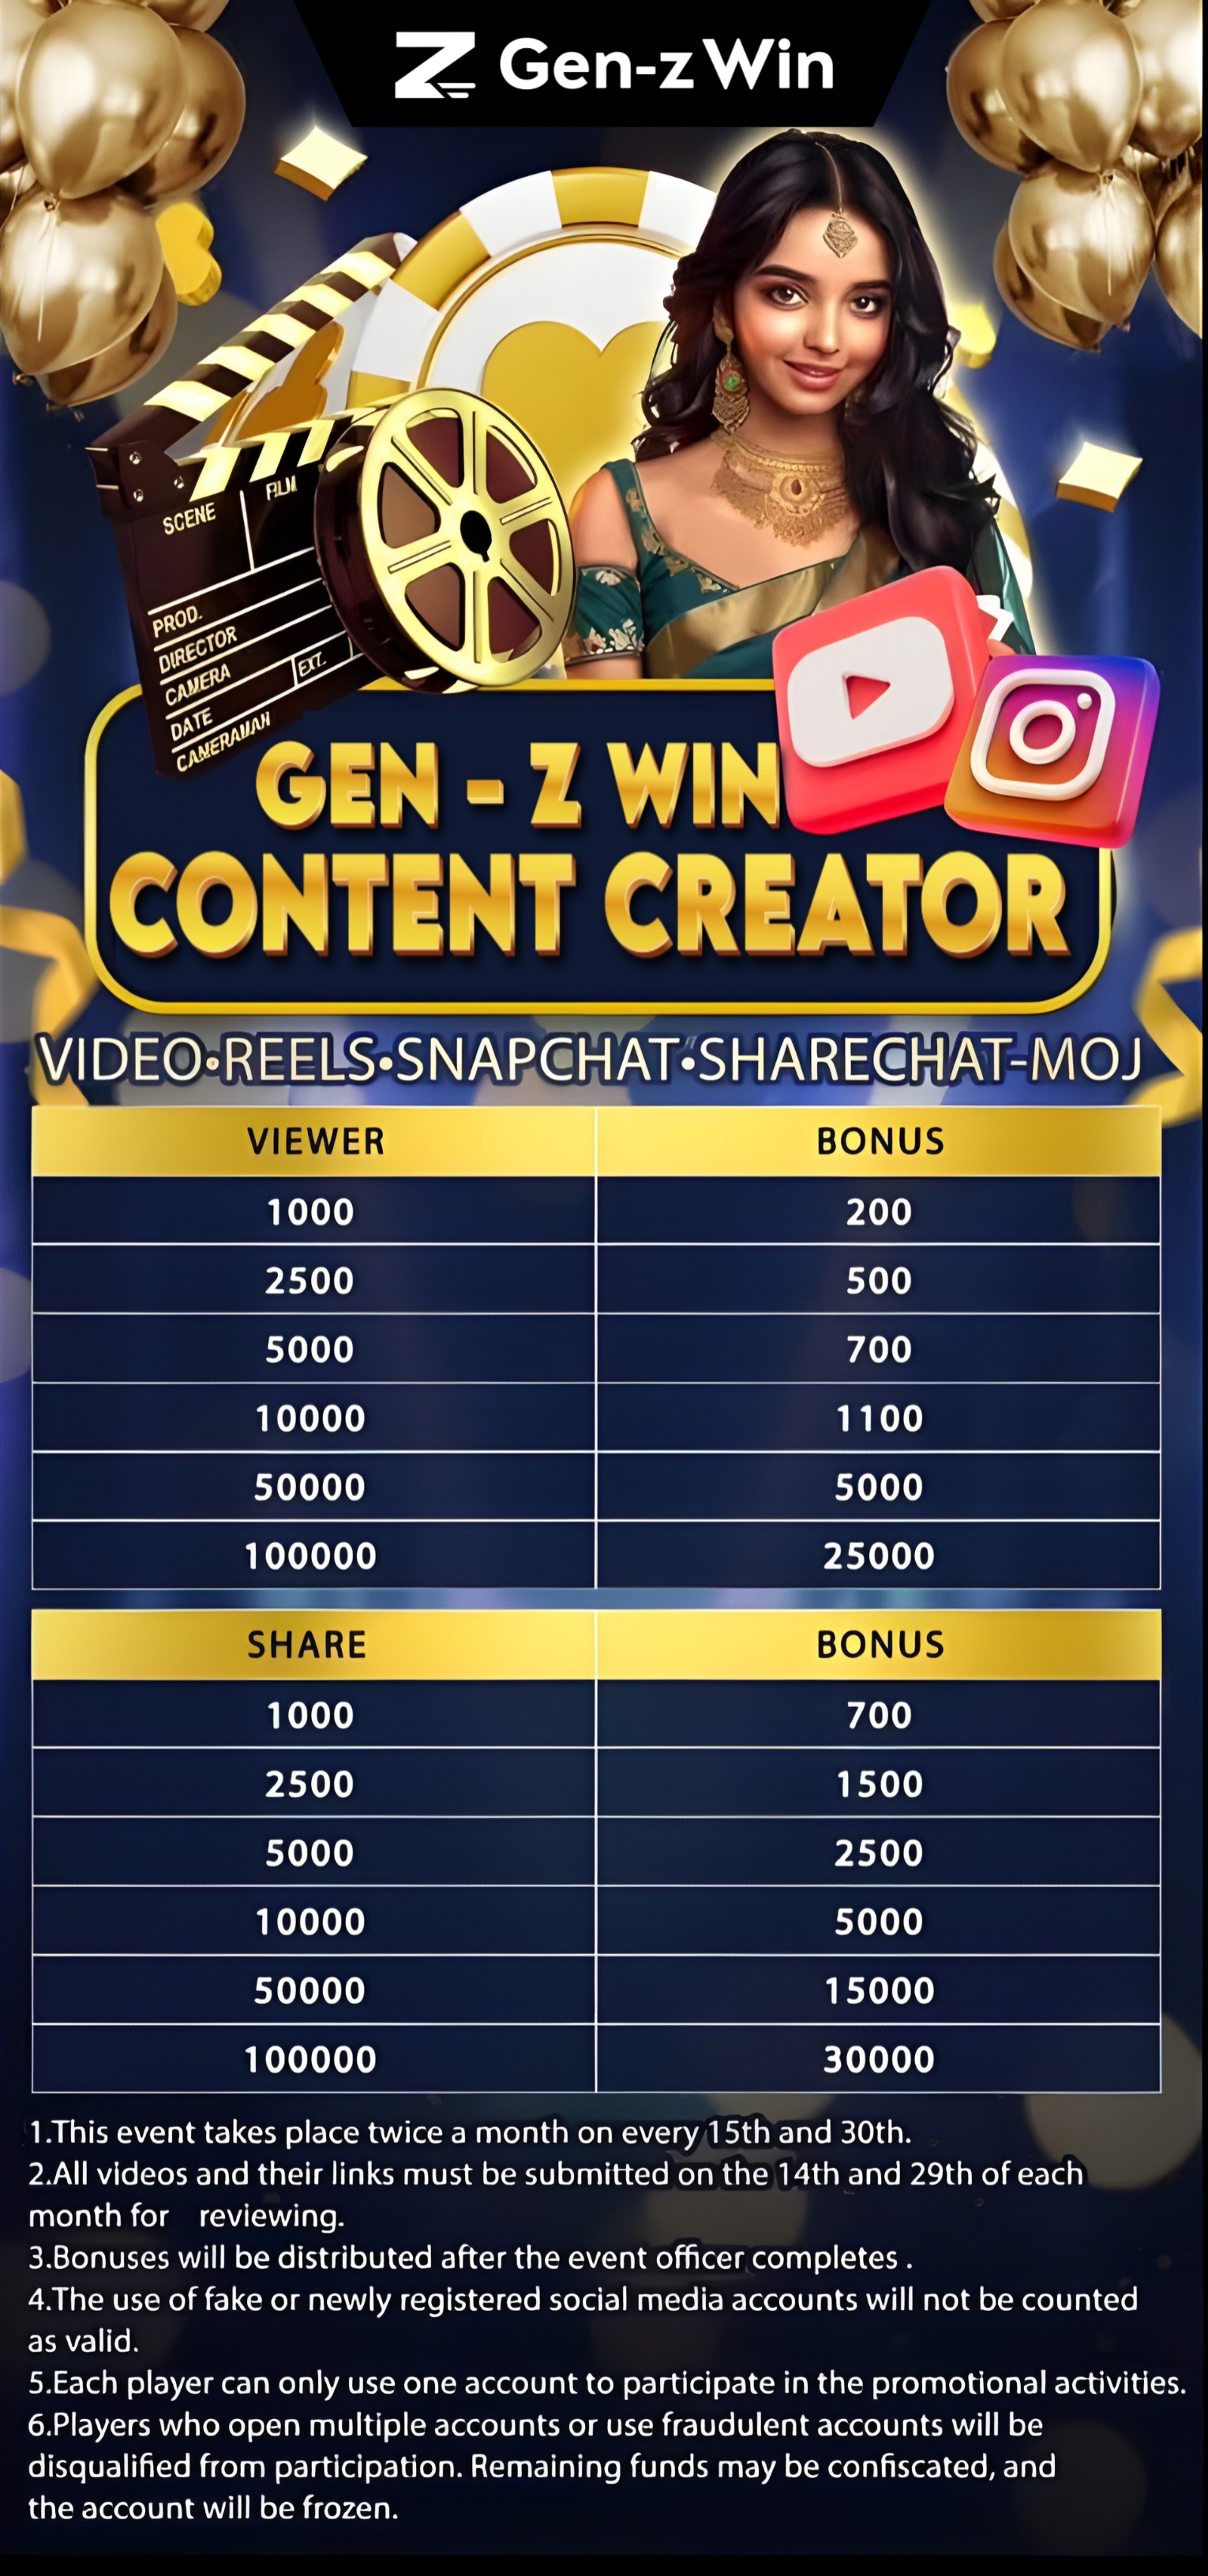 Gen-z Win
SCENE
FILM
PROD.
DIRECTOR
CAMERA
EXT.
DATE
CAMERAMAN
GEN - Z WIN
CONTENT CREATOR
VIDEO•REELS•SNAPCHAT•SHARECHAT-MOJ
VIEWER BONUS
1000 200
2500 500
5000 700
10000 1100
50000 5000
100000 25000
SHARE BONUS
1000 700
2500 1500
5000 2500
10000 5000
50000 15000
100000 30000
1.This event takes place twice a month on every 15th and 30th.
2.All videos and their links must be submitted on the 14th and 29th of each
month for reviewing.
3.Bonuses will be distributed after the event officer completes .
4.The use of fake or newly registered social media accounts will not be counted
as valid.
5.Each player can only use one account to participate in the promotional activities.
6.Players who open multiple accounts or use fraudulent accounts will be
disqualified from participation. Remaining funds may be confiscated, and
the account will be frozen.